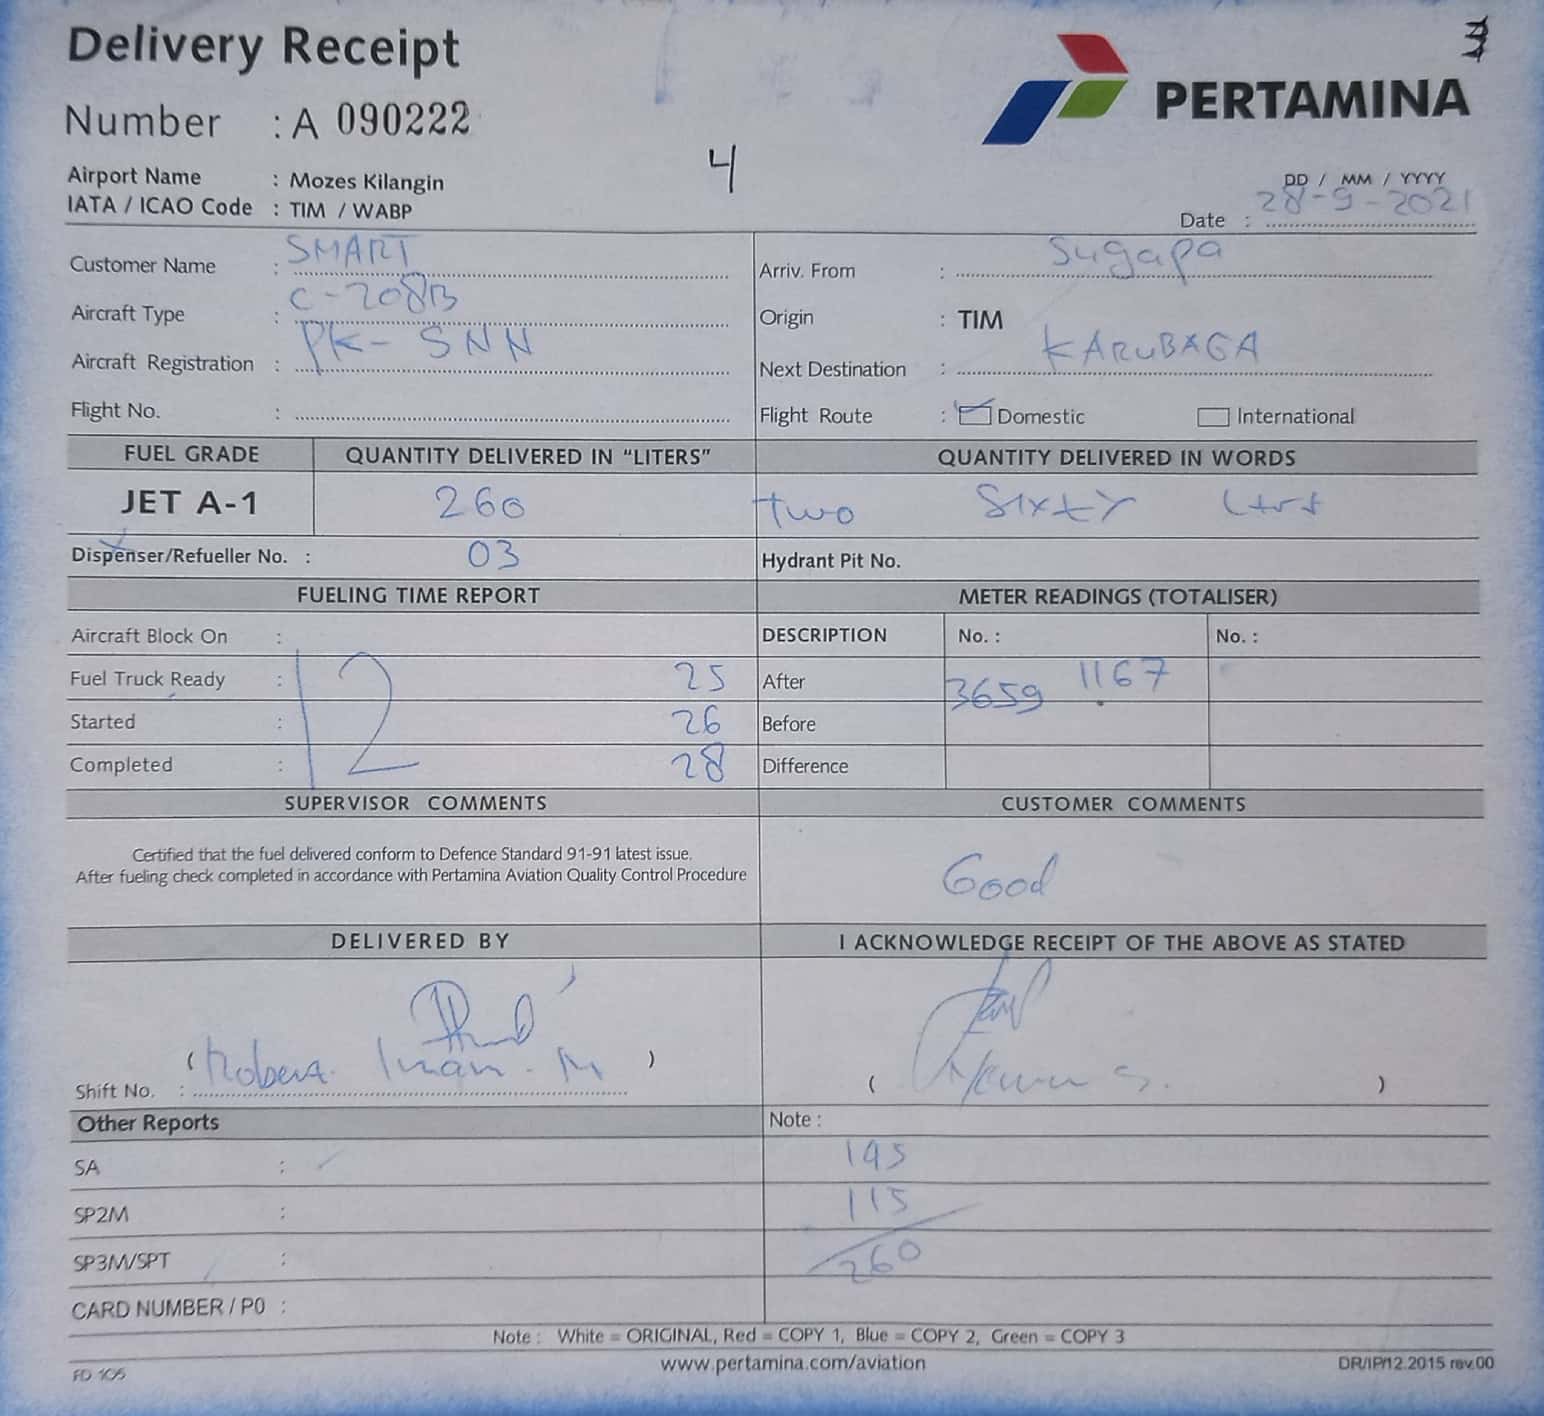 Delivery Receipt
PERTAMINA
Number : A 090222
4
Airport Name : Mozes Kilangin
IATA / ICAO Code : TIM / WABP
DD / MM / YYYY
Date : 28-9-2021
Customer Name : SMART
Arriv. From : Sugapa
Aircraft Type : C-208B
Origin : TIM
Aircraft Registration : PK-SNN
Next Destination : KARUBAGA
Flight No. :
Flight Route : Domestic International
FUEL GRADE QUANTITY DELIVERED IN "LITERS" QUANTITY DELIVERED IN WORDS
JET A-1 260 two sixty Ltrs
Dispenser/Refueller No. : 03 Hydrant Pit No.
FUELING TIME REPORT METER READINGS (TOTALISER)
Aircraft Block On : DESCRIPTION No. : No. :
Fuel Truck Ready : 12 25 After 3659 1167
Started : 26 Before
Completed : 28 Difference
SUPERVISOR COMMENTS CUSTOMER COMMENTS
Certified that the fuel delivered conform to Defence Standard 91-91 latest issue.
After fueling check completed in accordance with Pertamina Aviation Quality Control Procedure
Good
DELIVERED BY I ACKNOWLEDGE RECEIPT OF THE ABOVE AS STATED
( Robert Iman. M )
Shift No. : ( S. )
Other Reports Note :
SA : 145
SP2M : 115
SP3M/SPT : 260
CARD NUMBER / P0 :
Note : White = ORIGINAL, Red = COPY 1, Blue = COPY 2, Green = COPY 3
www.pertamina.com/aviation
FD 105
DR/IP/12.2015 rev.00